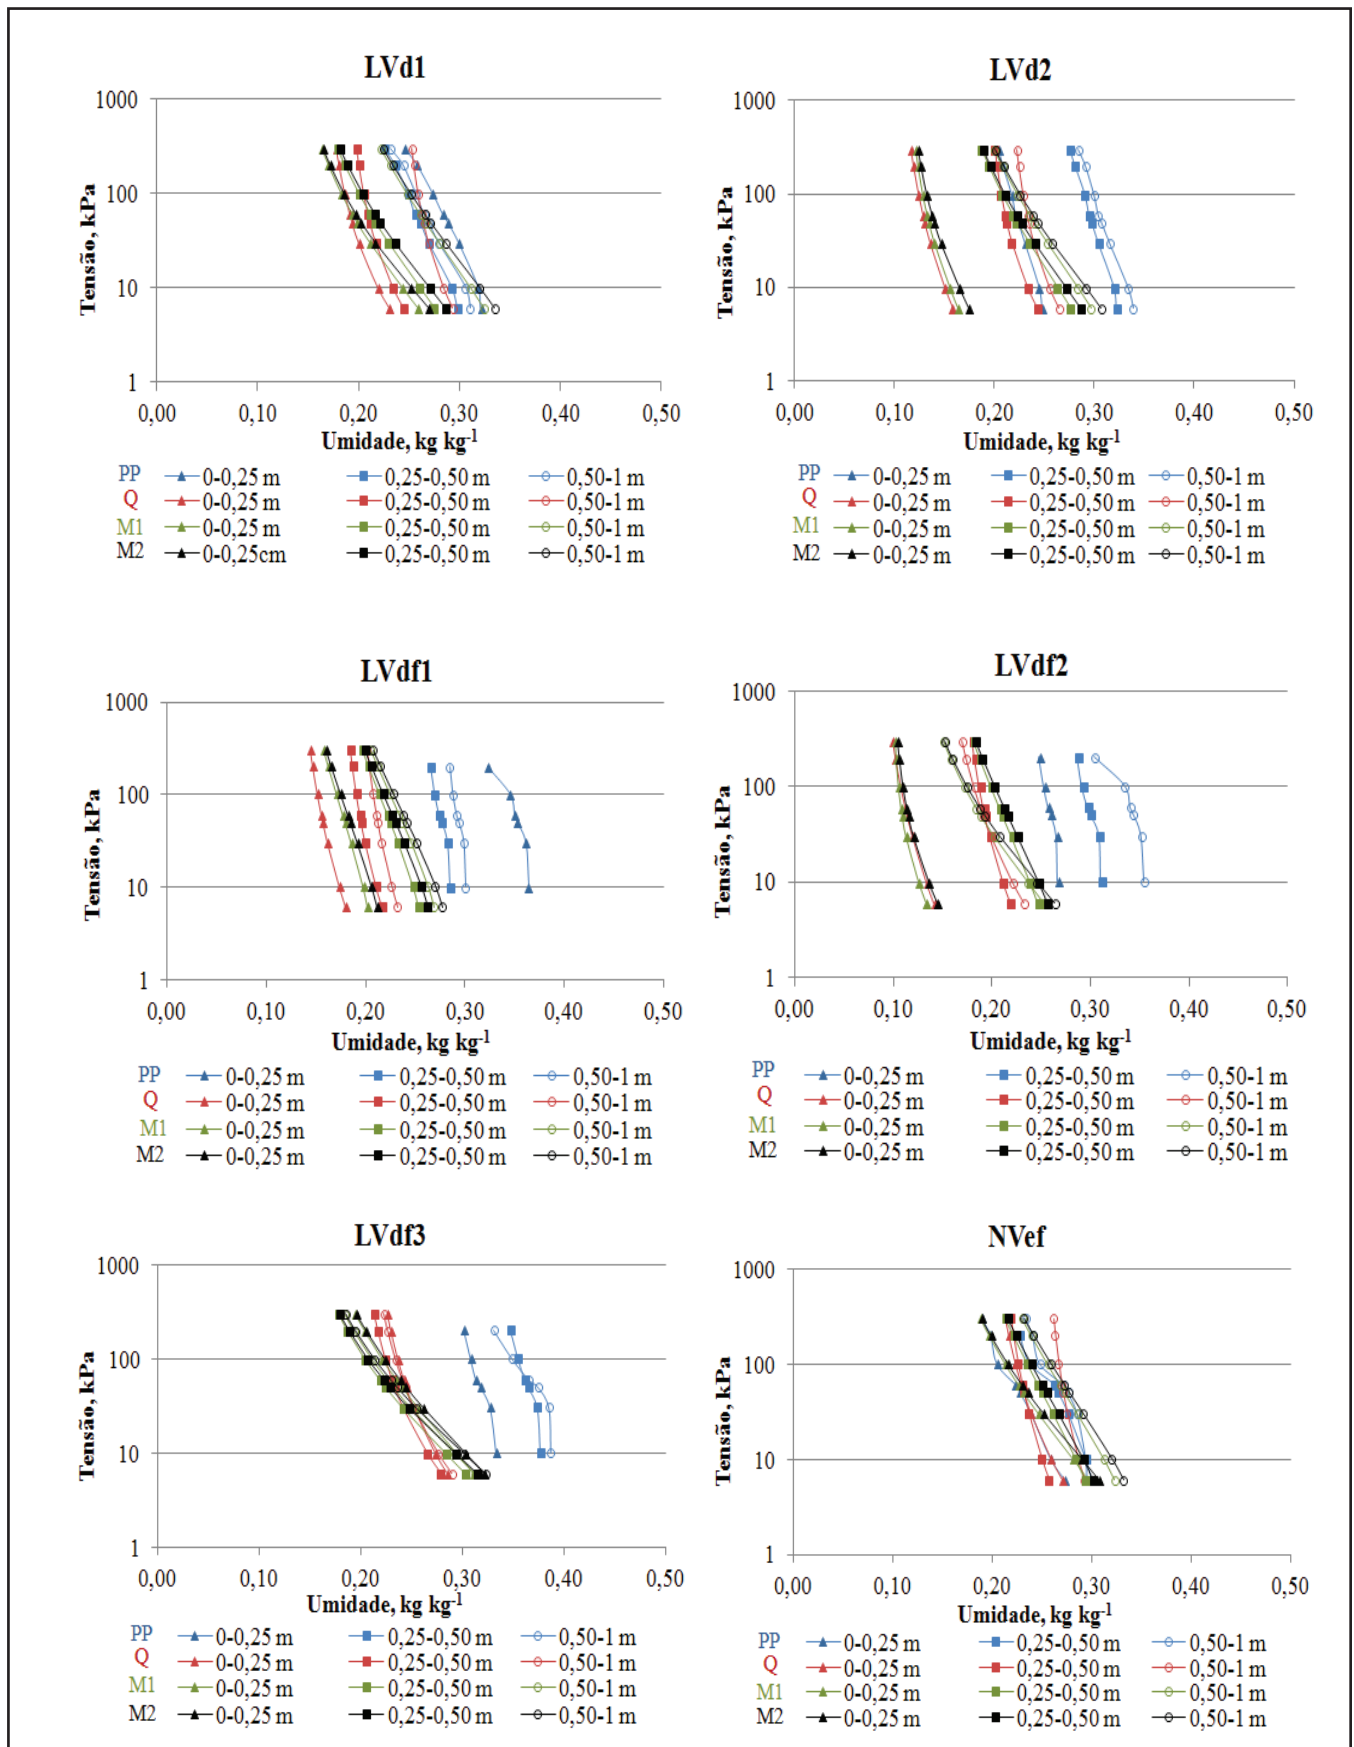 LVd1
1000
100
10
1
Tensão, kPa
0,00 0,10 0,20 0,30 0,40 0,50
Umidade, kg kg-1
PP 0-0,25 m 0,25-0,50 m 0,50-1 m
Q 0-0,25 m 0,25-0,50 m 0,50-1 m
M1 0-0,25 m 0,25-0,50 m 0,50-1 m
M2 0-0,25cm 0,25-0,50 m 0,50-1 m
LVd2
1000
100
10
1
Tensão, kPa
0,00 0,10 0,20 0,30 0,40 0,50
Umidade, kg kg-1
PP 0-0,25 m 0,25-0,50 m 0,50-1 m
Q 0-0,25 m 0,25-0,50 m 0,50-1 m
M1 0-0,25 m 0,25-0,50 m 0,50-1 m
M2 0-0,25 m 0,25-0,50 m 0,50-1 m
LVdf1
1000
100
10
1
Tensão, kPa
0,00 0,10 0,20 0,30 0,40 0,50
Umidade, kg kg-1
PP 0-0,25 m 0,25-0,50 m 0,50-1 m
Q 0-0,25 m 0,25-0,50 m 0,50-1 m
M1 0-0,25 m 0,25-0,50 m 0,50-1 m
M2 0-0,25 m 0,25-0,50 m 0,50-1 m
LVdf2
1000
100
10
1
Tensão, kPa
0,00 0,10 0,20 0,30 0,40 0,50
Umidade, kg kg-1
PP 0-0,25 m 0,25-0,50 m 0,50-1 m
Q 0-0,25 m 0,25-0,50 m 0,50-1 m
M1 0-0,25 m 0,25-0,50 m 0,50-1 m
M2 0-0,25 m 0,25-0,50 m 0,50-1 m
LVdf3
1000
100
10
1
Tensão, kPa
0,00 0,10 0,20 0,30 0,40 0,50
Umidade, kg kg-1
PP 0-0,25 m 0,25-0,50 m 0,50-1 m
Q 0-0,25 m 0,25-0,50 m 0,50-1 m
M1 0-0,25 m 0,25-0,50 m 0,50-1 m
M2 0-0,25 m 0,25-0,50 m 0,50-1 m
NVef
1000
100
10
1
Tensão, kPa
0,00 0,10 0,20 0,30 0,40 0,50
Umidade, kg kg-1
PP 0-0,25 m 0,25-0,50 m 0,50-1 m
Q 0-0,25 m 0,25-0,50 m 0,50-1 m
M1 0-0,25 m 0,25-0,50 m 0,50-1 m
M2 0-0,25 m 0,25-0,50 m 0,50-1 m